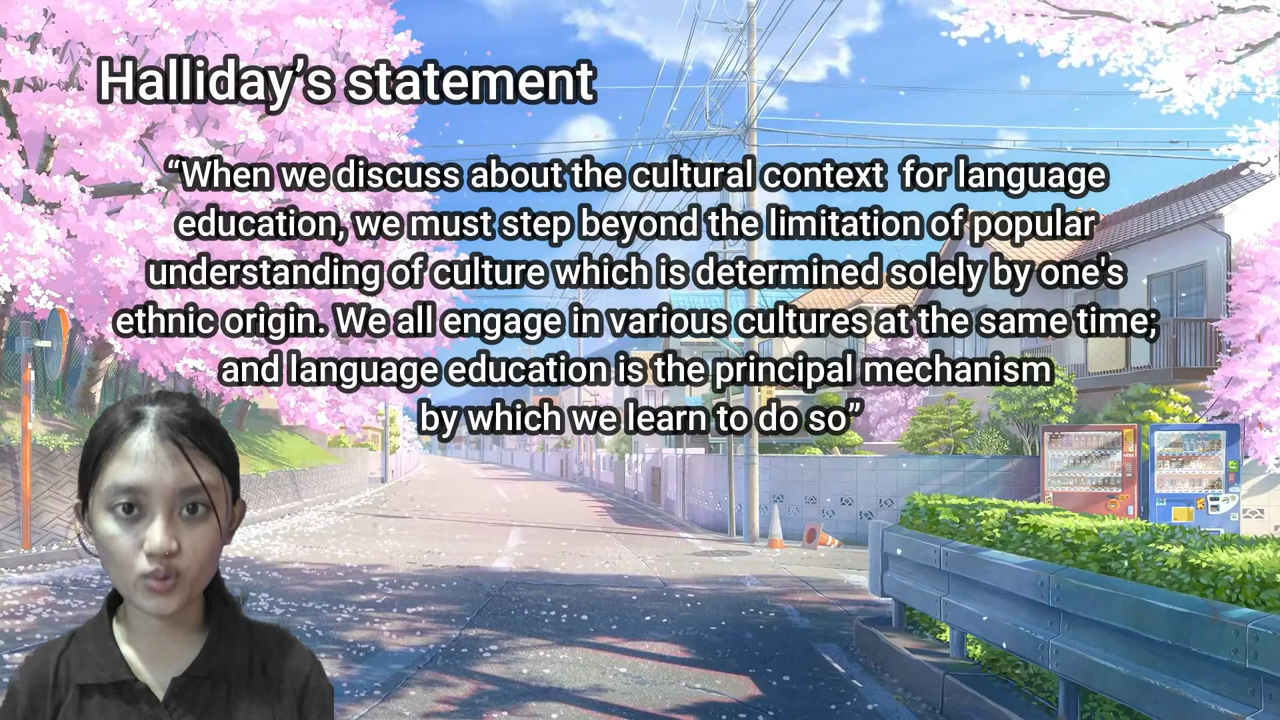 Halliday’s statement
“When we discuss about the cultural context  for language
education, we must step beyond the limitation of popular
understanding of culture which is determined solely by one's
ethnic origin. We all engage in various cultures at the same time;
and language education is the principal mechanism
by which we learn to do so”